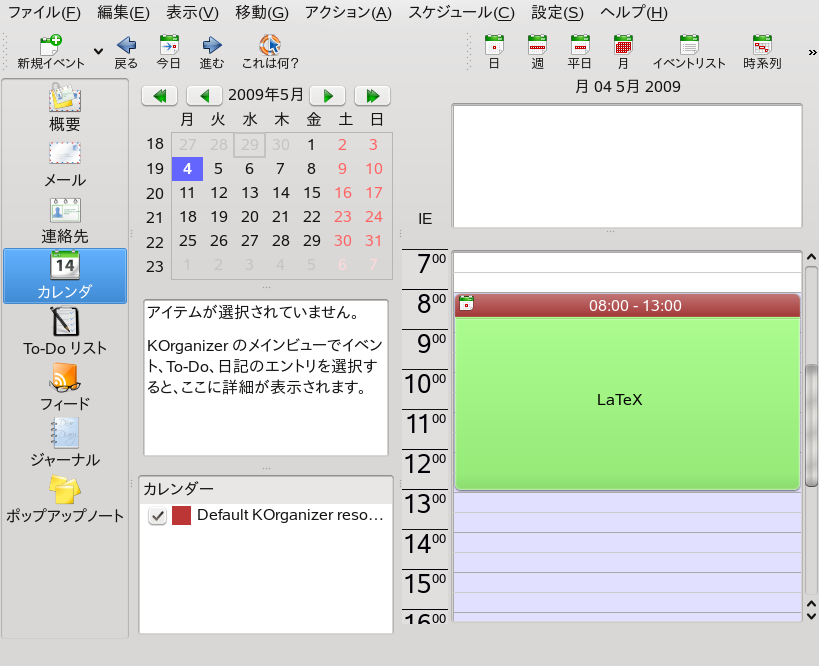 ファイル(F) 編集(E) 表示(V) 移動(G) アクション(A) スケジュール(C) 設定(S) ヘルプ(H)
新規イベント 戻る 今日 進む これは何? 日 週 平日 月 イベントリスト 時系列 »
概要
メール
連絡先
14
カレンダ
To-Do リスト
フィード
ジャーナル
ポップアップノート
2009年5月
月 火 水 木 金 土 日
18 27 28 29 30 1 2 3
19 4 5 6 7 8 9 10
20 11 12 13 14 15 16 17
21 18 19 20 21 22 23 24
22 25 26 27 28 29 30 31
23 1 2 3 4 5 6 7
アイテムが選択されていません。
KOrganizer のメインビューでイベン
ト、To-Do、日記のエントリを選択す
ると、ここに詳細が表示されます。
カレンダー
Default KOrganizer reso...
月 04 5月 2009
IE
7 00
8 00
08:00 - 13:00
9 00
10 00
LaTeX
11 00
12 00
13 00
14 00
15 00
16 00